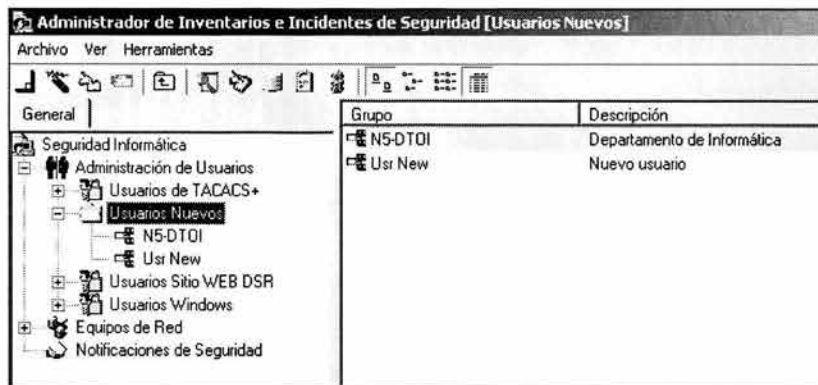 Administrador de Inventarios e Incidentes de Seguridad [Usuarios Nuevos]
Archivo Ver Herramientas
General
Seguridad Informática
Administración de Usuarios
Usuarios de TACACS+
Usuarios Nuevos
N5-DTOI
Usr New
Usuarios Sitio WEB DSR
Usuarios Windows
Equipos de Red
Notificaciones de Seguridad
Grupo Descripción
N5-DTOI Departamento de Informática
Usr New Nuevo usuario